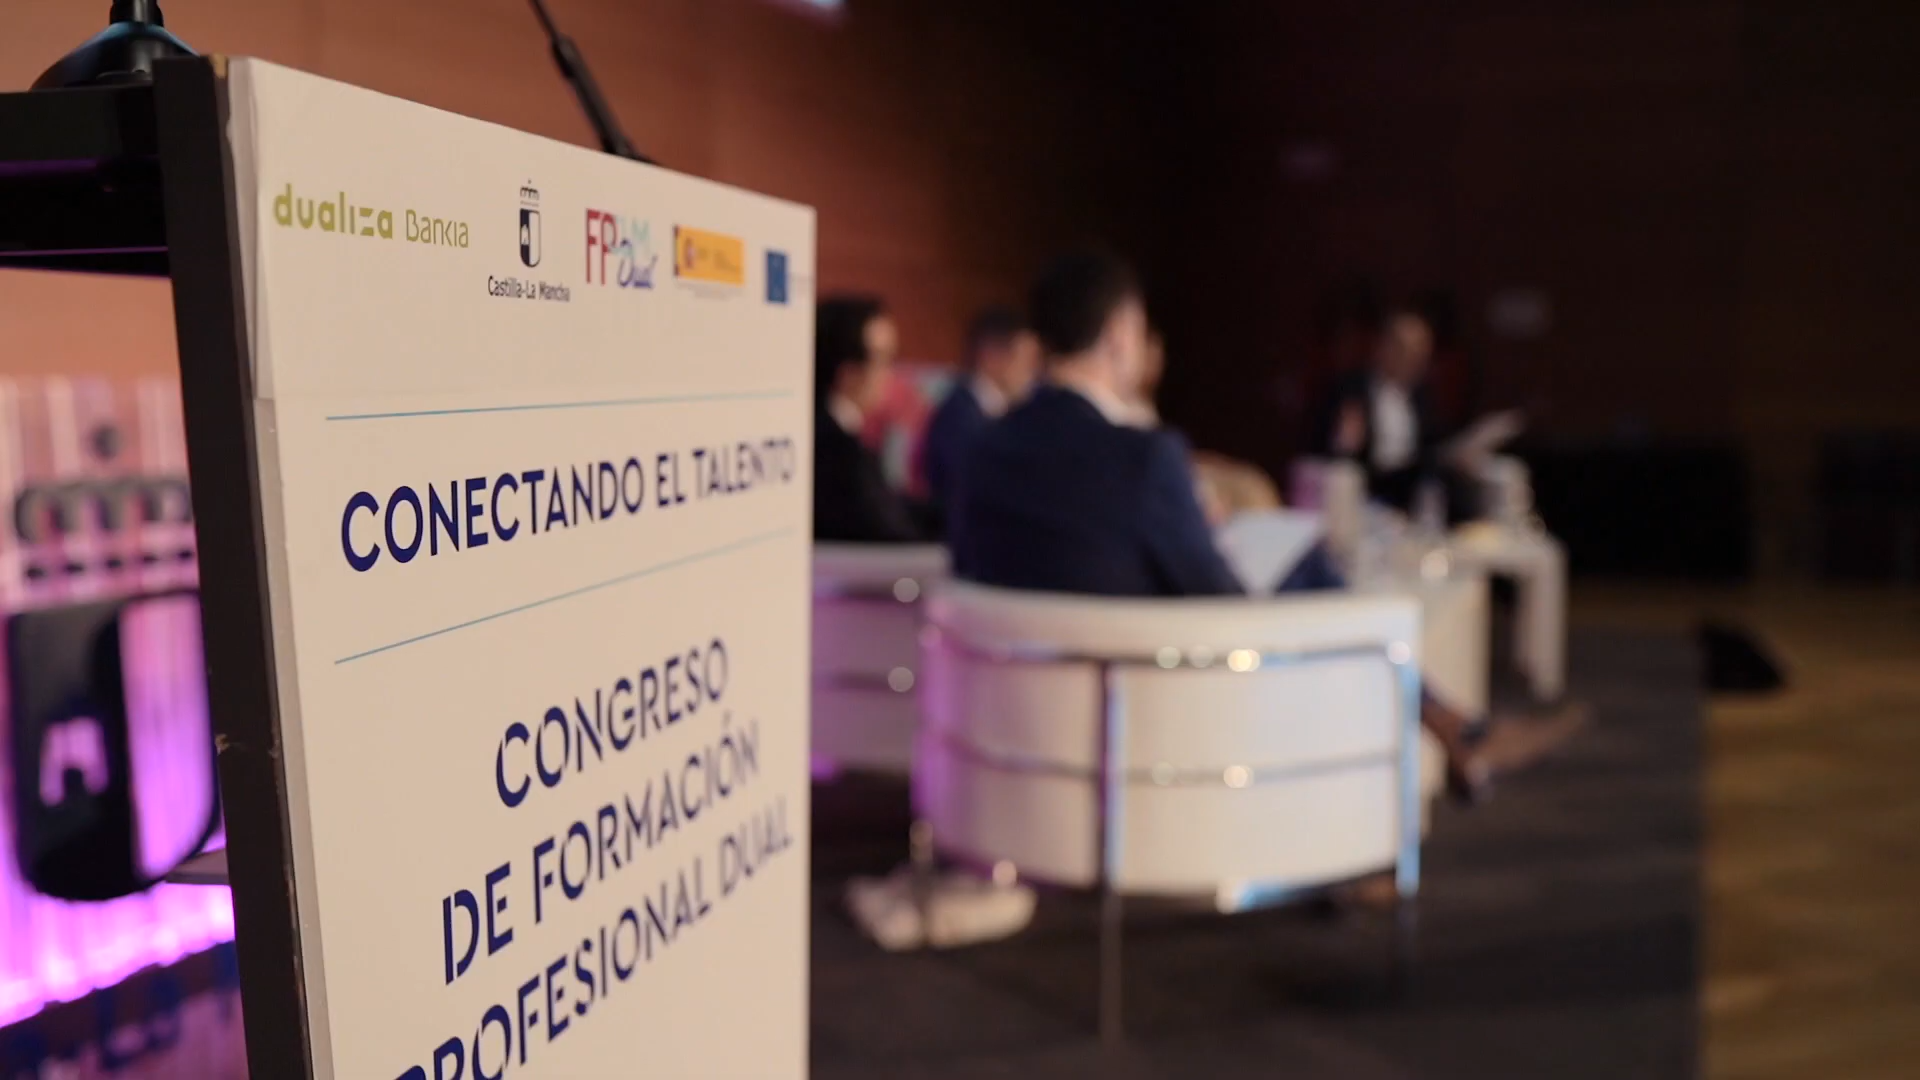 dualiza Bankia
Castilla-La Mancha
FP
Dual
CONECTANDO EL TALENTO
CONGRESO
DE FORMACIÓN
PROFESIONAL DUAL